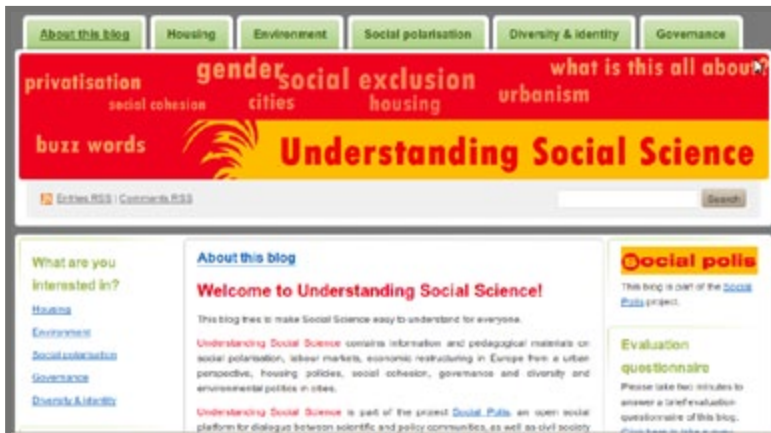 About this blog Housing Environment Social polarisation Diversity & identity Governance
privatisation gender social exclusion what is this all about?
social cohesion cities housing urbanism
buzz words Understanding Social Science
Entries RSS | Comments RSS Search
What are you interested in?
Housing
Environment
Social polarisation
Governance
Diversity & identity
About this blog
Welcome to Understanding Social Science!
This blog tries to make Social Science easy to understand for everyone.
Understanding Social Science contains information and pedagogical materials on
social polarisation, labour markets, economic restructuring in Europe from a urban
perspective, housing policies, social cohesion, governance and diversity and
environmental politics in cities.
Understanding Social Science is part of the project Social Polis, an open social
platform for dialogue between scientific and policy communities, as well as civil society
social polis
This blog is part of the Social
Polis project.
Evaluation
questionnaire
Please take two minutes to
answer a brief evaluation
questionnaire of this blog.
Click here to take survey